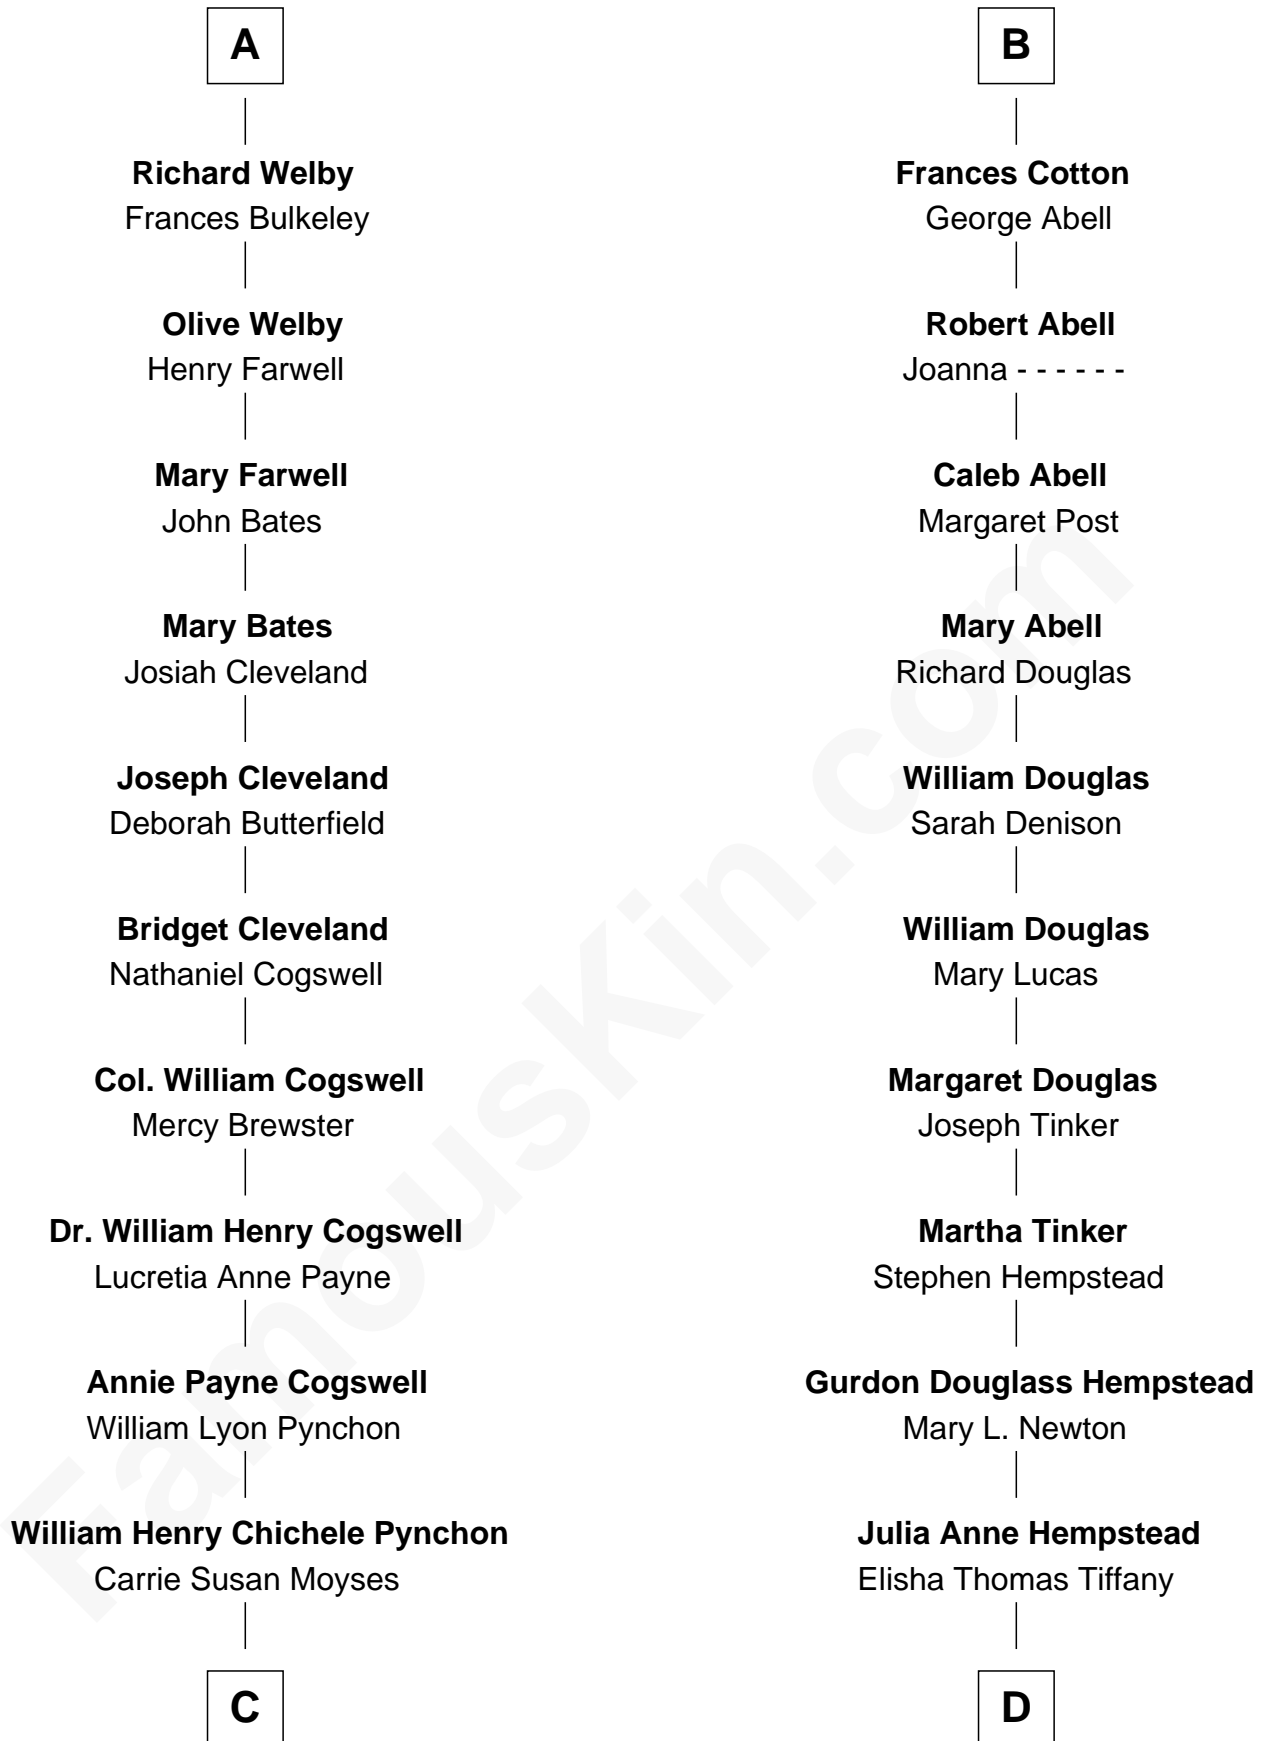 A
Richard Welby
Frances Bulkeley
Olive Welby
Henry Farwell
Mary Farwell
John Bates
Mary Bates
Josiah Cleveland
Joseph Cleveland
Deborah Butterfield
Bridget Cleveland
Nathaniel Cogswell
Col. William Cogswell
Mercy Brewster
Dr. William Henry Cogswell
Lucretia Anne Payne
Annie Payne Cogswell
William Lyon Pynchon
William Henry Chichele Pynchon
Carrie Susan Moyses
C
B
Frances Cotton
George Abell
Robert Abell
Joanna - - - - - -
Caleb Abell
Margaret Post
Mary Abell
Richard Douglas
William Douglas
Sarah Denison
William Douglas
Mary Lucas
Margaret Douglas
Joseph Tinker
Martha Tinker
Stephen Hempstead
Gurdon Douglass Hempstead
Mary L. Newton
Julia Anne Hempstead
Elisha Thomas Tiffany
D
FamousKin.com